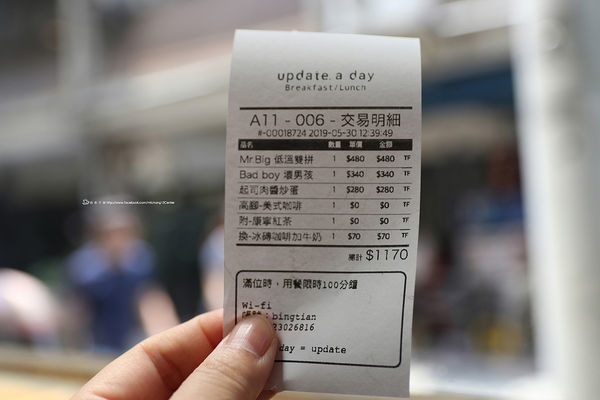 update. a day
Breakfast/Lunch
A11 - 006 - 交易明細
#-00018724 2019-05-30 12:39:49
品名 數量 單價 金額
Mr.Big 低溫雙拼 1 $480 $480 TF
Bad boy 壞男孩 1 $340 $340 TF
起司肉醬炒蛋 1 $280 $280 TF
高腳-美式咖啡 1 $0 $0 TF
附-康寧紅茶 1 $0 $0 TF
換-冰磚咖啡加牛奶 1 $70 $70 TF
總計 $1170
滿位時，用餐限時100分鐘
Wi-fi
bingtian
23026816
day = update